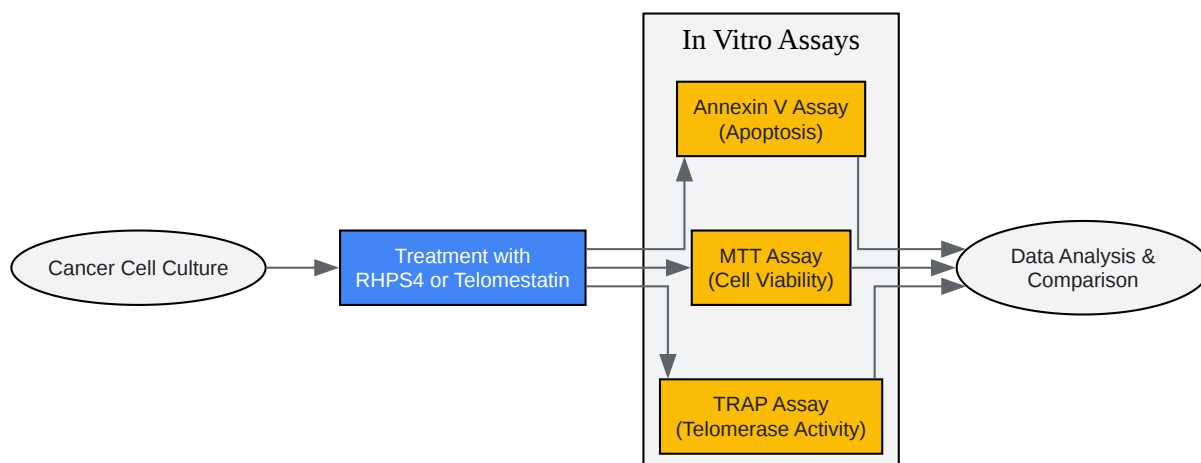 In Vitro Assays
Annexin V Assay
(Apoptosis)
Cancer Cell Culture
Treatment with
RHPS4 or Telomestatin
MTT Assay
(Cell Viability)
Data Analysis &
Comparison
TRAP Assay
(Telomerase Activity)